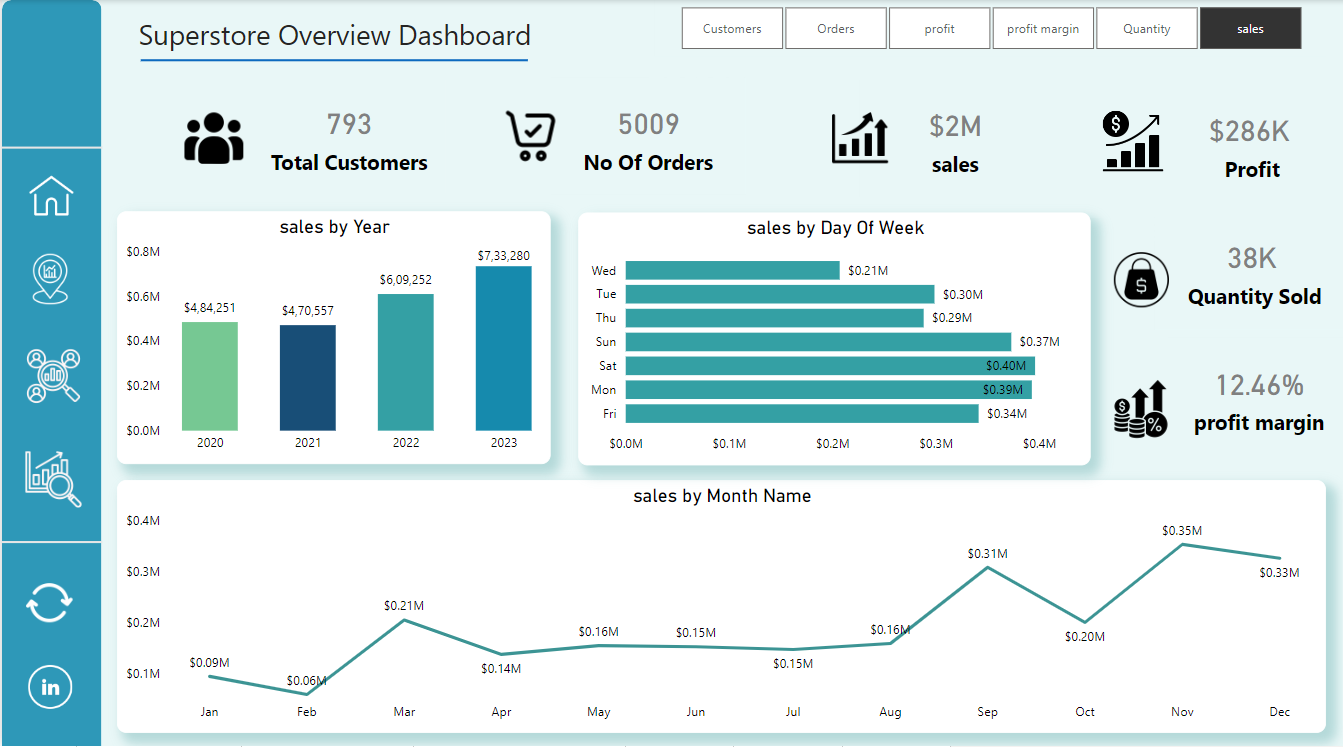 Superstore Overview Dashboard
Customers
Orders
profit
profit margin
Quantity
sales
793
Total Customers
5009
No Of Orders
$2M
sales
$286K
Profit
38K
Quantity Sold
12.46%
profit margin
sales by Year
$0.8M
$0.6M
$0.4M
$0.2M
$0.0M
$4,84,251
$4,70,557
$6,09,252
$7,33,280
2020
2021
2022
2023
sales by Day Of Week
Wed
$0.21M
Tue
$0.30M
Thu
$0.29M
Sun
$0.37M
Sat
$0.40M
Mon
$0.39M
Fri
$0.34M
$0.0M
$0.1M
$0.2M
$0.3M
$0.4M
sales by Month Name
$0.4M
$0.3M
$0.2M
$0.1M
$0.09M
$0.06M
$0.21M
$0.14M
$0.16M
$0.15M
$0.15M
$0.16M
$0.31M
$0.20M
$0.35M
$0.33M
Jan
Feb
Mar
Apr
May
Jun
Jul
Aug
Sep
Oct
Nov
Dec
in